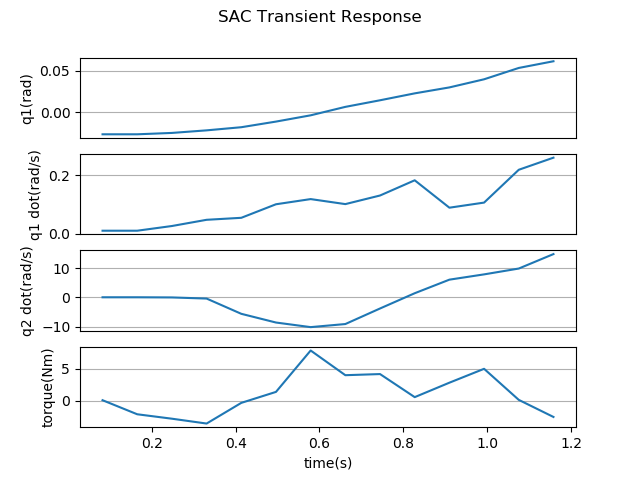 SAC Transient Response
0.05
0.00
q1(rad)
0.2
0.0
q1 dot(rad/s)
10
0
−10
q2 dot(rad/s)
5
0
torque(Nm)
0.2 0.4 0.6 0.8 1.0 1.2
time(s)